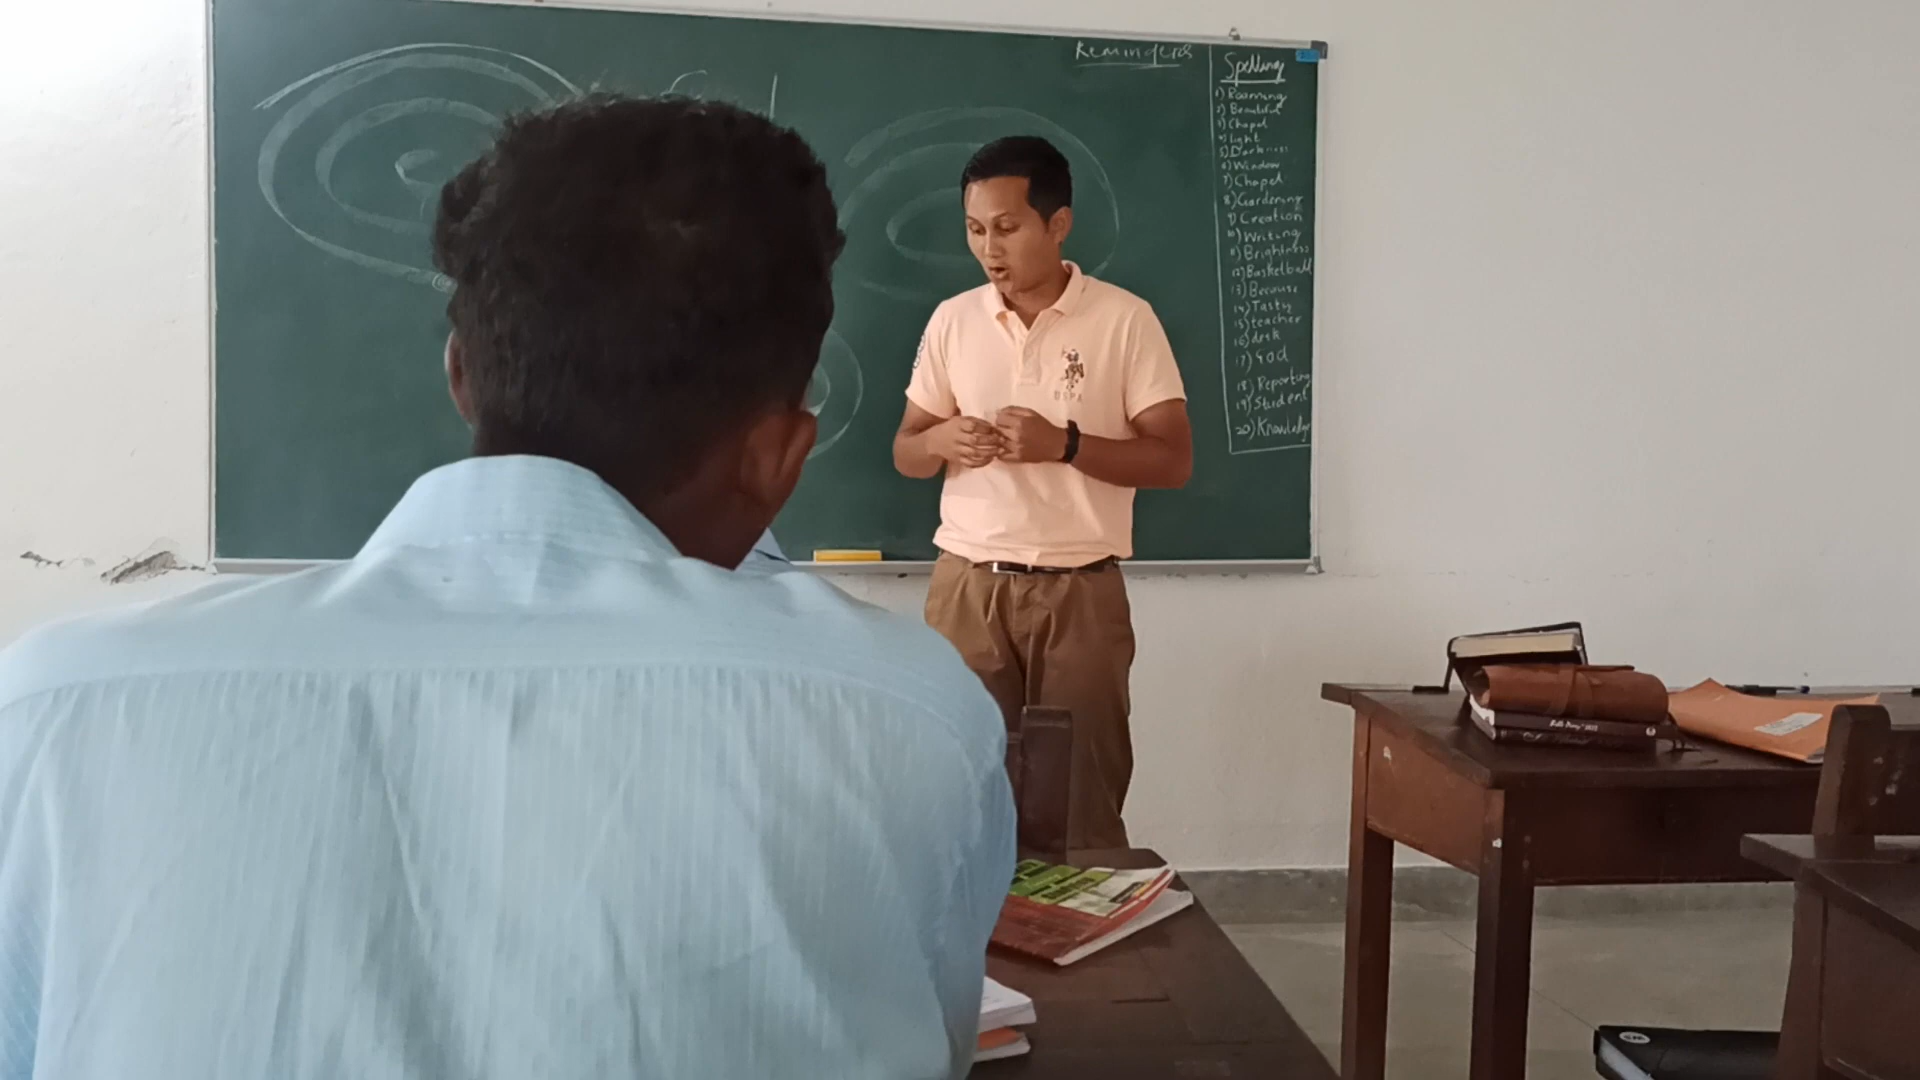 Reminders
Spelling
1) Roaming
2) Beautiful
3) Chapel
4) Light
5) Darkness
6) Window
7) Chapel
8) Gardening
9) Creation
10) Writing
11) Brightness
12) Basketball
13) Because
14) Tasty
15) teacher
16) desk
17) God
18) Reporting
19) Student
20) Knowledge
USPA